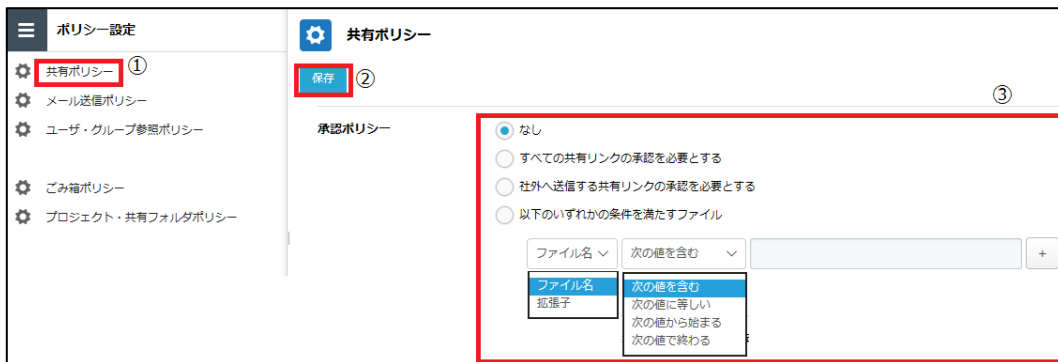 ポリシー設定
共有ポリシー ①
メール送信ポリシー
ユーザ・グループ参照ポリシー
ごみ箱ポリシー
プロジェクト・共有フォルダポリシー
共有ポリシー
保存 ②
③
承認ポリシー
なし
すべての共有リンクの承認を必要とする
社外へ送信する共有リンクの承認を必要とする
以下のいずれかの条件を満たすファイル
ファイル名 次の値を含む +
ファイル名
拡張子
次の値を含む
次の値に等しい
次の値から始まる
次の値で終わる